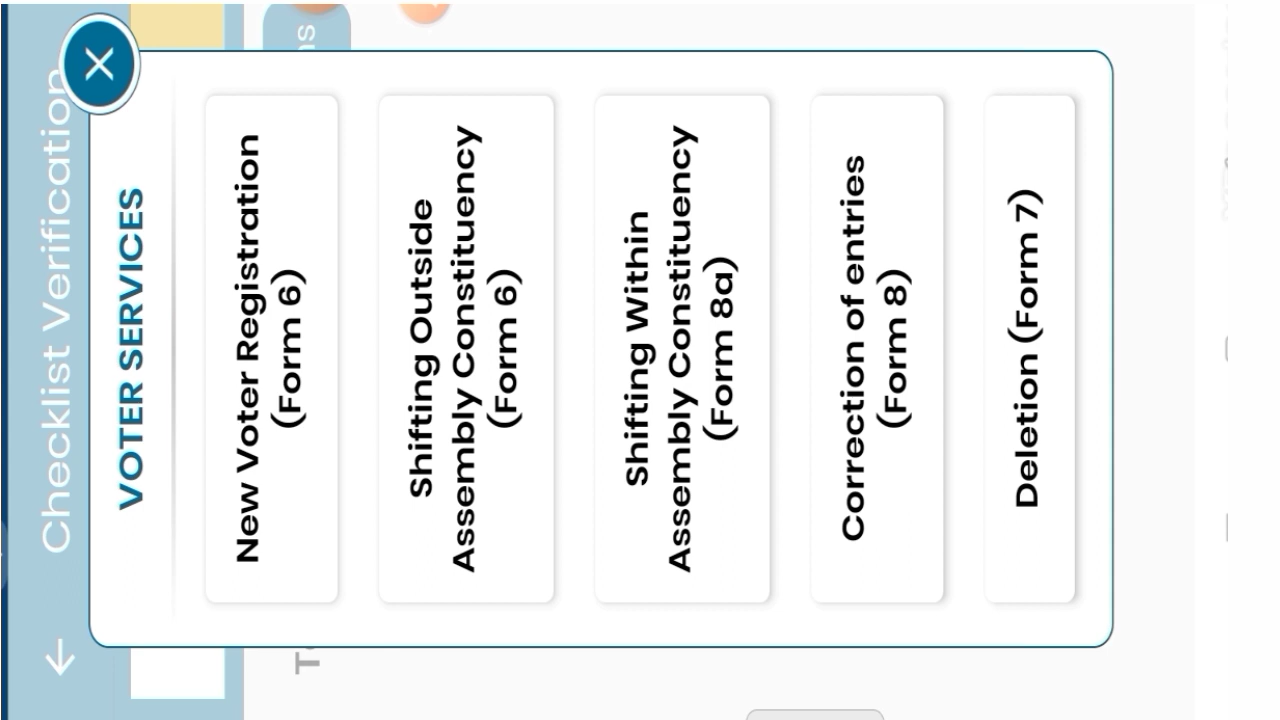 Checklist Verification
VOTER SERVICES
New Voter Registration
(Form 6)
Shifting Outside
Assembly Constituency
(Form 6)
Shifting Within
Assembly Constituency
(Form 8a)
Correction of entries
(Form 8)
Deletion (Form 7)